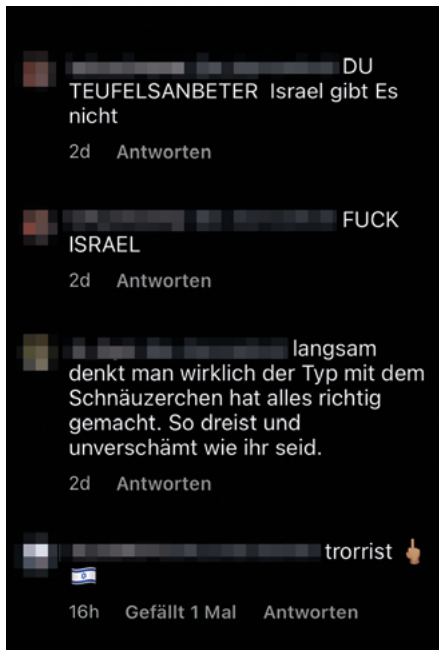 DU
TEUFELSANBETER Israel gibt Es
nicht
2d Antworten
FUCK
ISRAEL
2d Antworten
langsam
denkt man wirklich der Typ mit dem
Schnäuzerchen hat alles richtig
gemacht. So dreist und
unverschämt wie ihr seid.
2d Antworten
trorrist 🖕🏼
🇮🇱
16h Gefällt 1 Mal Antworten